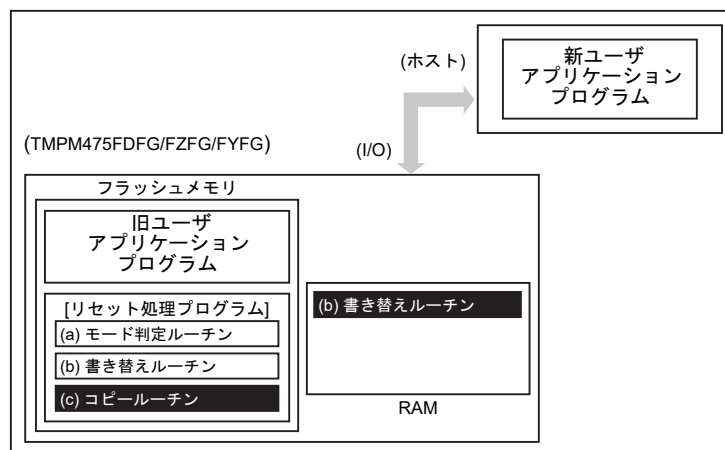 (ホスト)
新ユーザ
アプリケーション
プログラム
(TMPM475FDFG/FZFG/FYFG)
(I/O)
フラッシュメモリ
旧ユーザ
アプリケーション
プログラム
[リセット処理プログラム]
(a) モード判定ルーチン
(b) 書き替えルーチン
(c) コピールーチン
(b) 書き替えルーチン
RAM